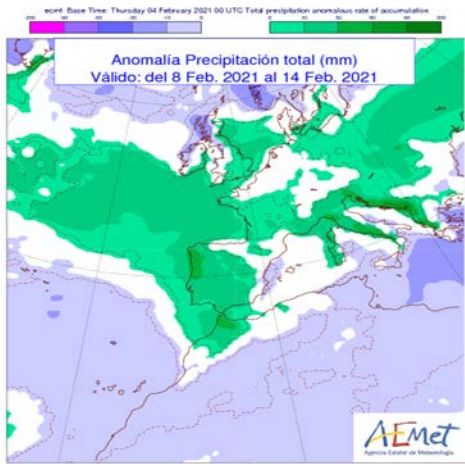 ecmf Base Time: Thursday 04 February 2021 00 UTC Total precipitation anomalous rate of accumulation
Anomalía Precipitación total (mm)
Válido: del 8 Feb. 2021 al 14 Feb. 2021
AEMet
Agencia Estatal de Meteorología